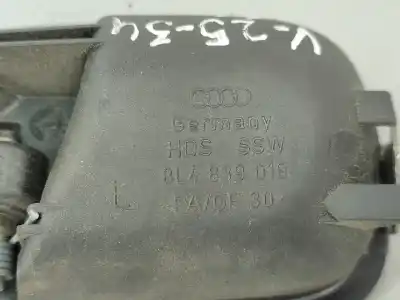 V-25-34
Germany
HQS SSW
8L4 839 019
L
PA/GF 30